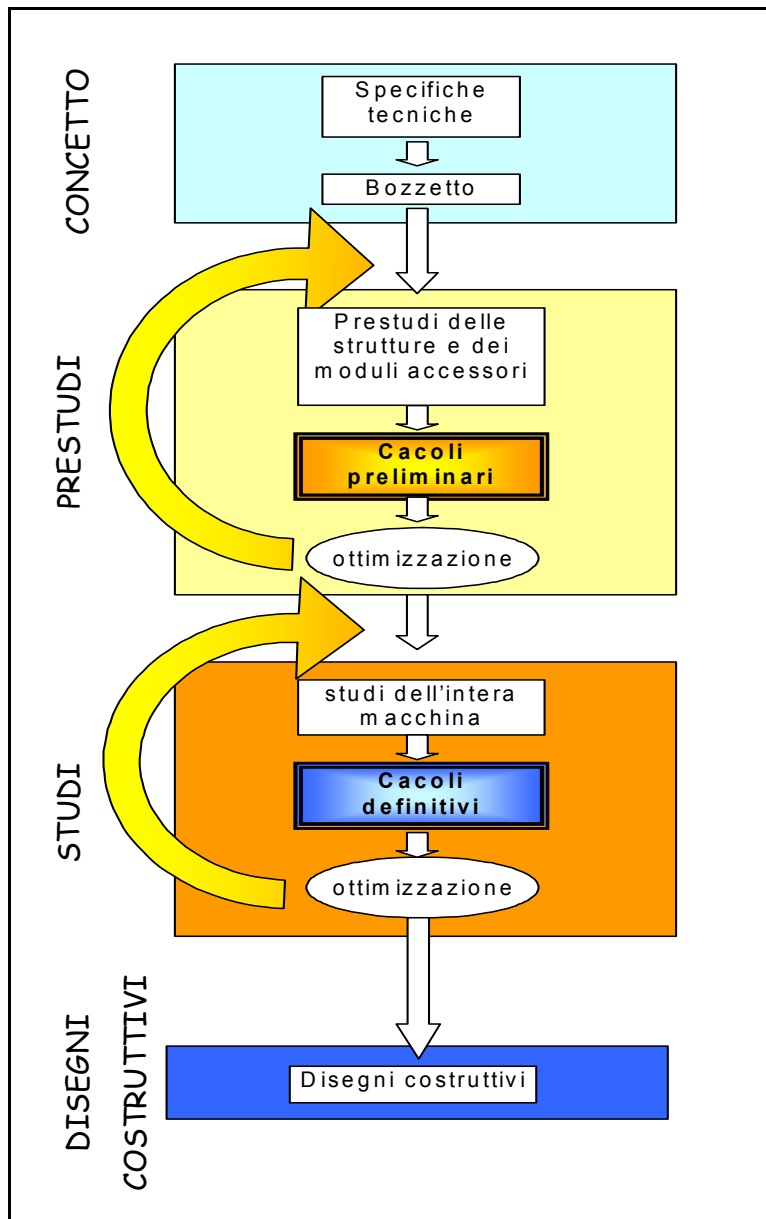 CONCETTO
Specifiche
tecniche
Bozzetto
PRESTUDI
Prestudi delle
strutture e dei
moduli accessori
Cacoli
preliminari
ottimizzazione
STUDI
studi dell'intera
macchina
Cacoli
definitivi
ottimizzazione
DISEGNI
COSTRUTTIVI
Disegni costruttivi